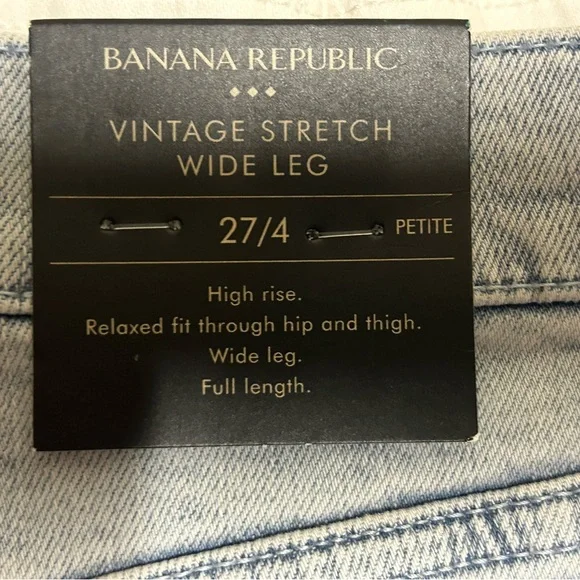 BANANA REPUBLIC
VINTAGE STRETCH
WIDE LEG
27/4 PETITE
High rise.
Relaxed fit through hip and thigh.
Wide leg.
Full length.